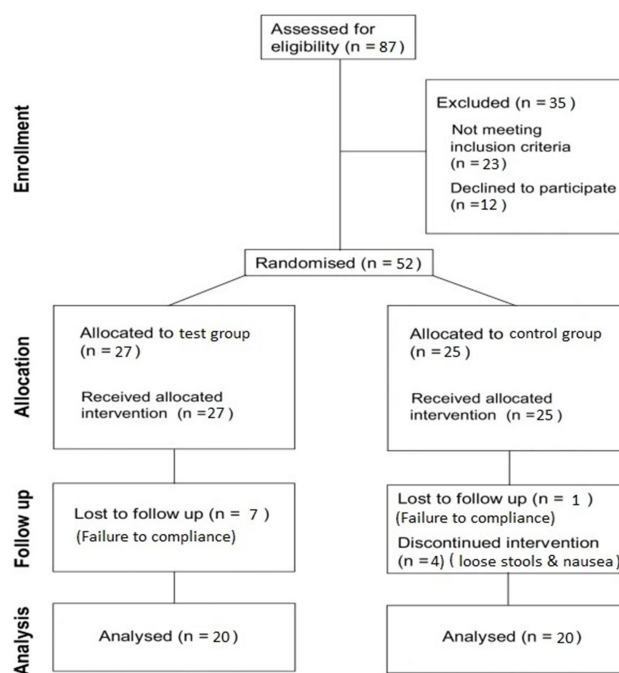 Assessed for
eligibility (n = 87)
Enrollment
Excluded (n = 35)
Not meeting
inclusion criteria
(n = 23)
Declined to participate
(n =12)
Randomised (n = 52)
Allocation
Allocated to test group
(n = 27)
Received allocated
intervention (n =27)
Allocated to control group
(n = 25)
Received allocated
intervention (n =25)
Follow up
Lost to follow up (n = 7 )
(Failure to compliance)
Lost to follow up (n = 1 )
(Failure to compliance)
Discontinued intervention
(n =4) ( loose stools & nausea)
Analysis
Analysed (n = 20)
Analysed (n = 20)